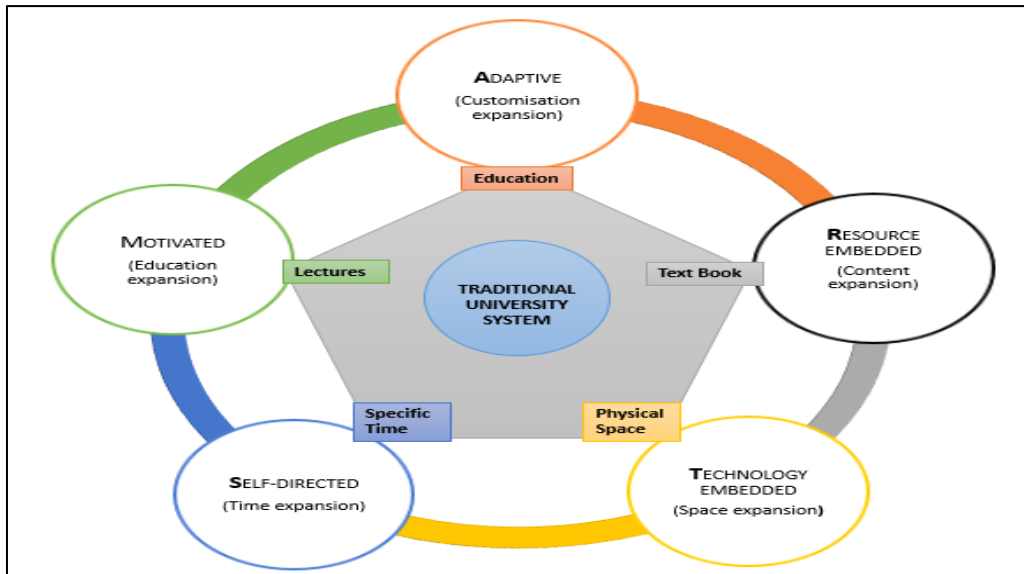 ADAPTIVE
(Customisation
expansion)
Education
MOTIVATED
(Education
expansion)
Lectures
TRADITIONAL
UNIVERSITY
SYSTEM
Text Book
RESOURCE
EMBEDDED
(Content
expansion)
Specific
Time
Physical
Space
SELF-DIRECTED
(Time expansion)
TECHNOLOGY
EMBEDDED
(Space expansion)